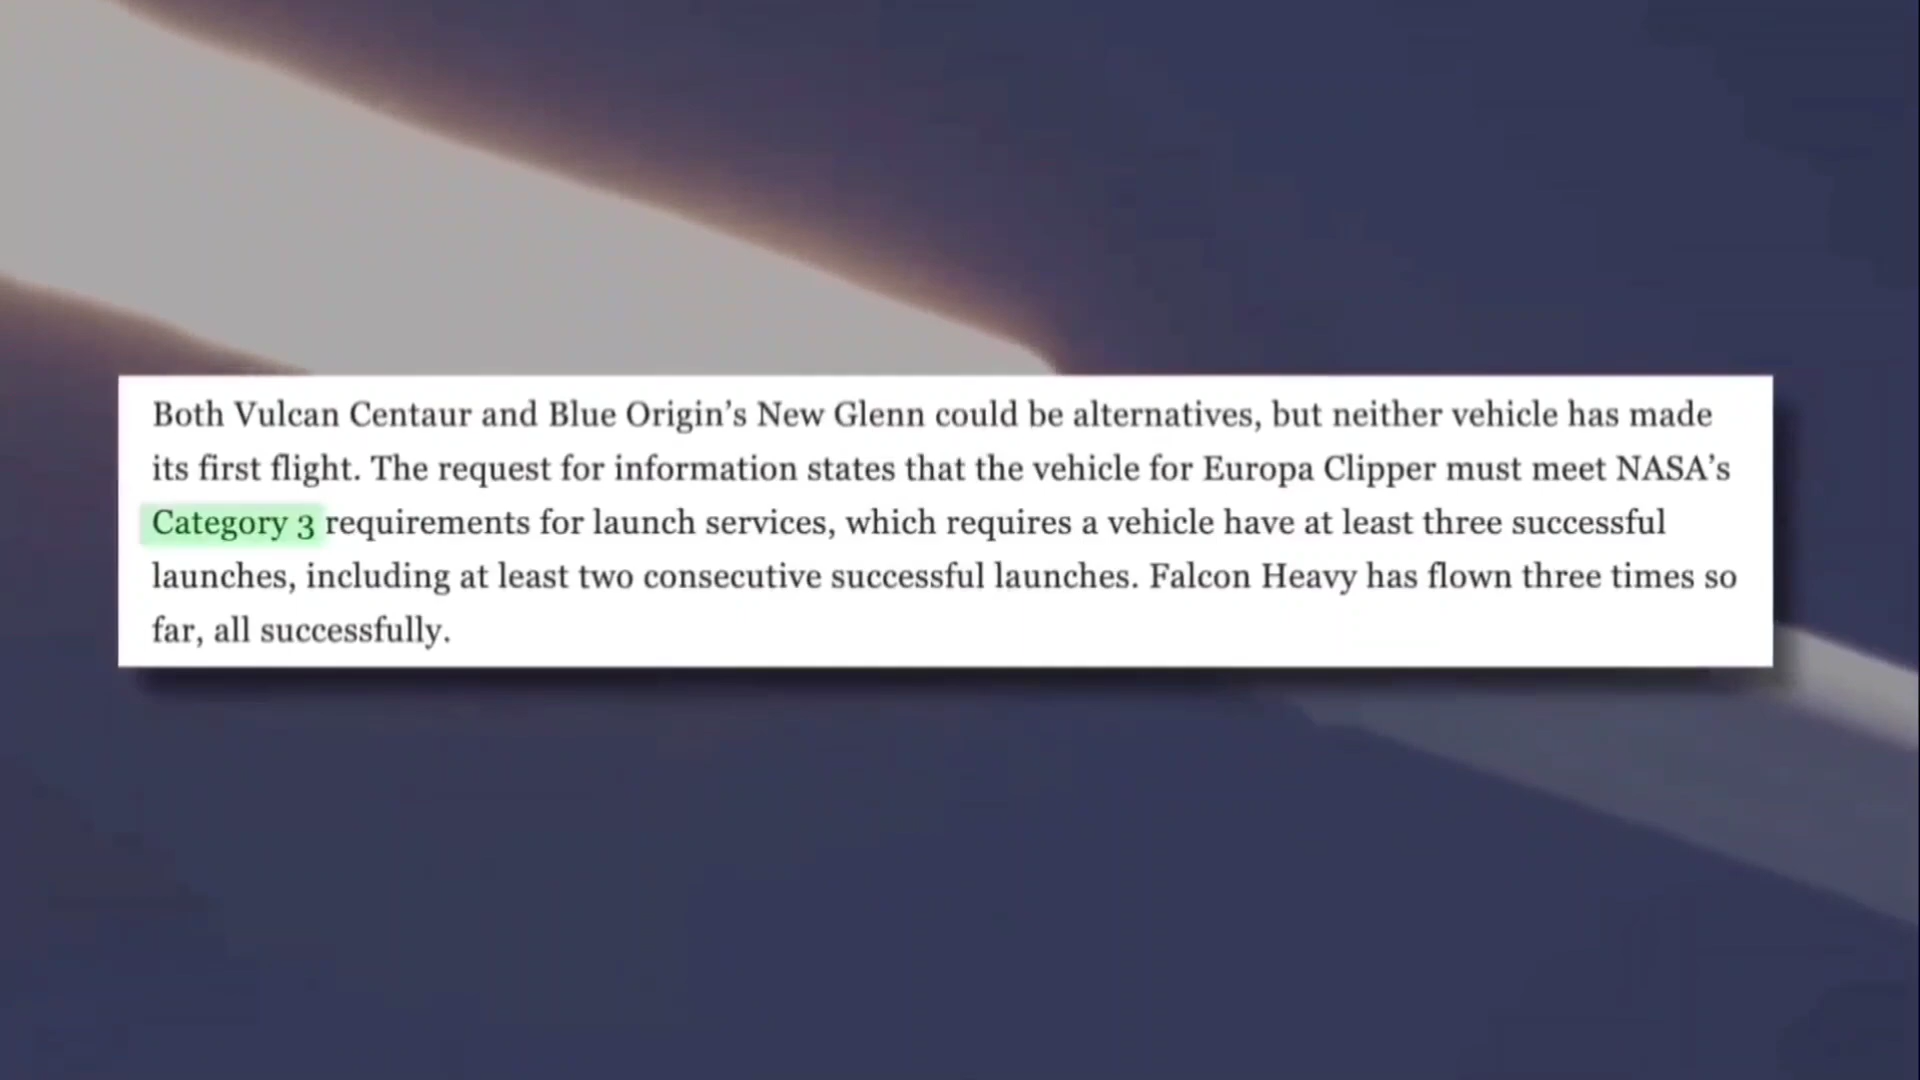 Both Vulcan Centaur and Blue Origin’s New Glenn could be alternatives, but neither vehicle has made
its first flight. The request for information states that the vehicle for Europa Clipper must meet NASA’s
Category 3 requirements for launch services, which requires a vehicle have at least three successful
launches, including at least two consecutive successful launches. Falcon Heavy has flown three times so
far, all successfully.